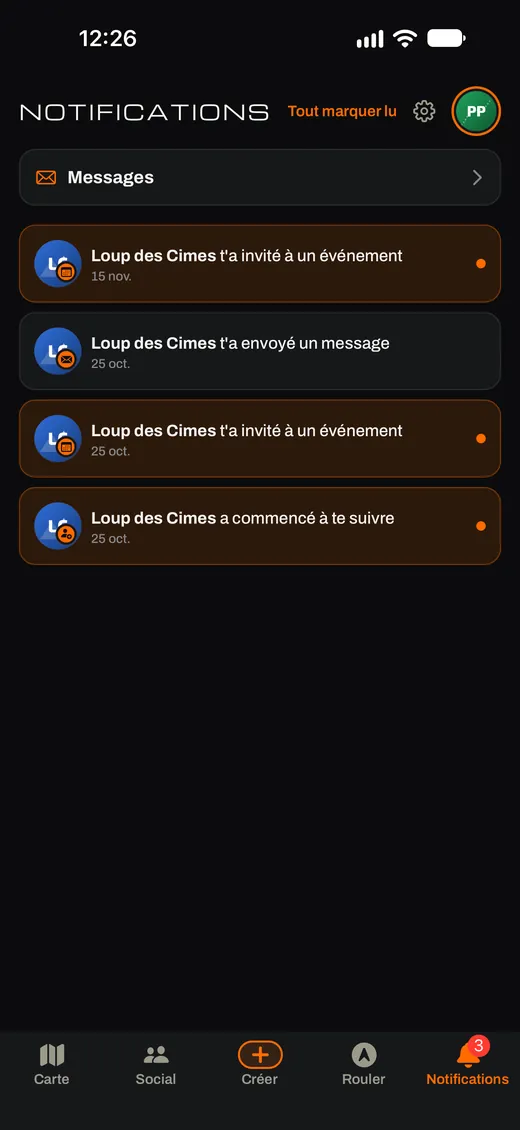 12:26
NOTIFICATIONS
Tout marquer lu
PP
Messages
Loup des Cimes t'a invité à un événement
15 nov.
Loup des Cimes t'a envoyé un message
25 oct.
Loup des Cimes t'a invité à un événement
25 oct.
Loup des Cimes a commencé à te suivre
25 oct.
3
Carte
Social
Créer
Rouler
Notifications